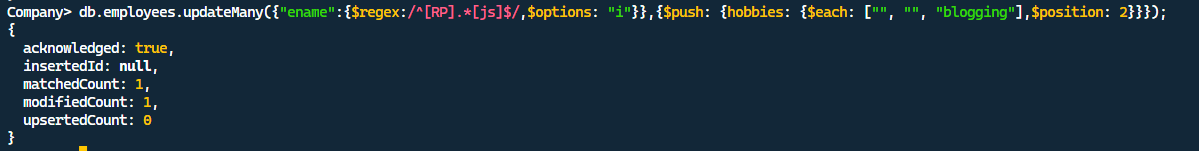 Company> db.employees.updateMany({"ename":{$regex:/^[RP].*[js]$/,$options: "i"}},{$push: {hobbies: {$each: ["", "", "blogging"],$position: 2}}});
{
  acknowledged: true,
  insertedId: null,
  matchedCount: 1,
  modifiedCount: 1,
  upsertedCount: 0
}